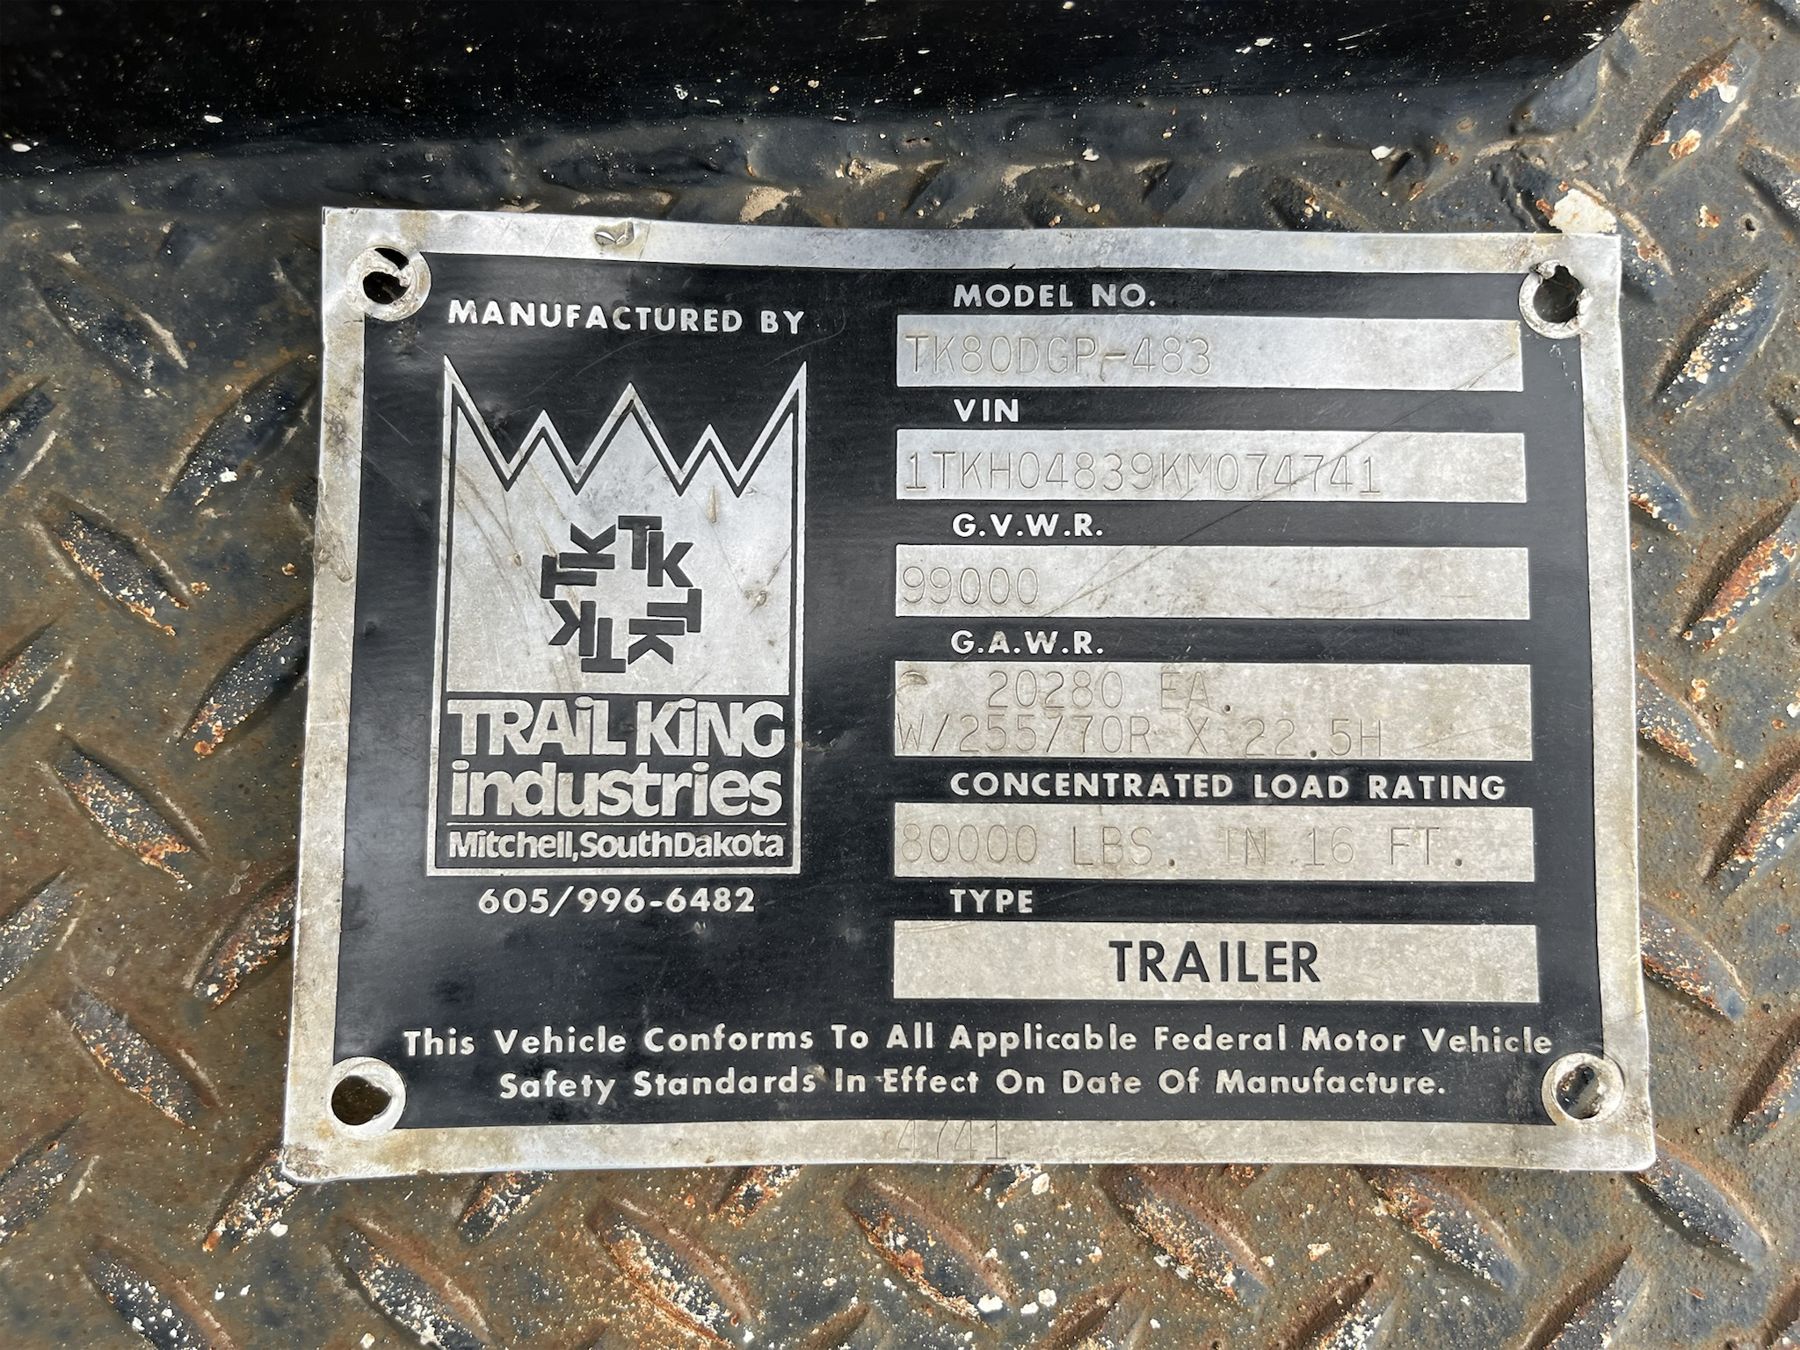 MANUFACTURED BY
TK TK TK TK
TRAiL KiNG
industries
Mitchell, South Dakota
605/996-6482
MODEL NO.
TK80DGP-483
VIN
1TKH04839KM074741
G.V.W.R.
99000
G.A.W.R.
20280 EA.
W/255/70R X 22.5H
CONCENTRATED LOAD RATING
80000 LBS. IN 16 FT.
TYPE
TRAILER
This Vehicle Conforms To All Applicable Federal Motor Vehicle
Safety Standards In Effect On Date Of Manufacture.
4741